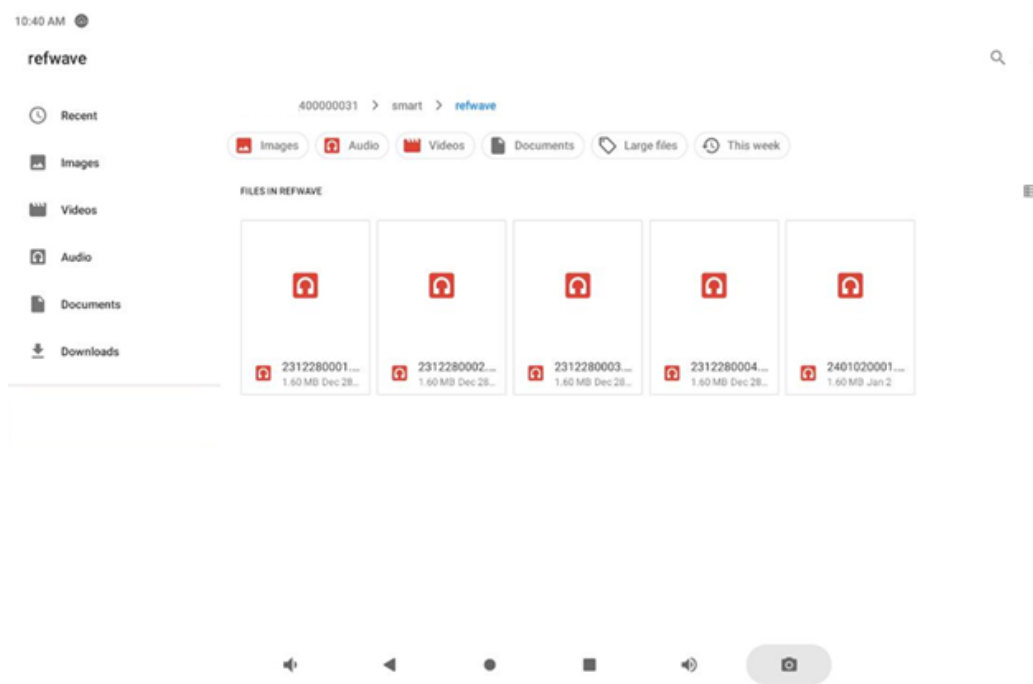 10:40 AM
refwave
Recent
Images
Videos
Audio
Documents
Downloads
400000031 > smart > refwave
Images Audio Videos Documents Large files This week
FILES IN REFWAVE
2312280001.... 2312280002.... 2312280003.... 2312280004.... 2401020001....
1.60 MB Dec 28... 1.60 MB Dec 28... 1.60 MB Dec 28... 1.60 MB Dec 28... 1.60 MB Jan 2